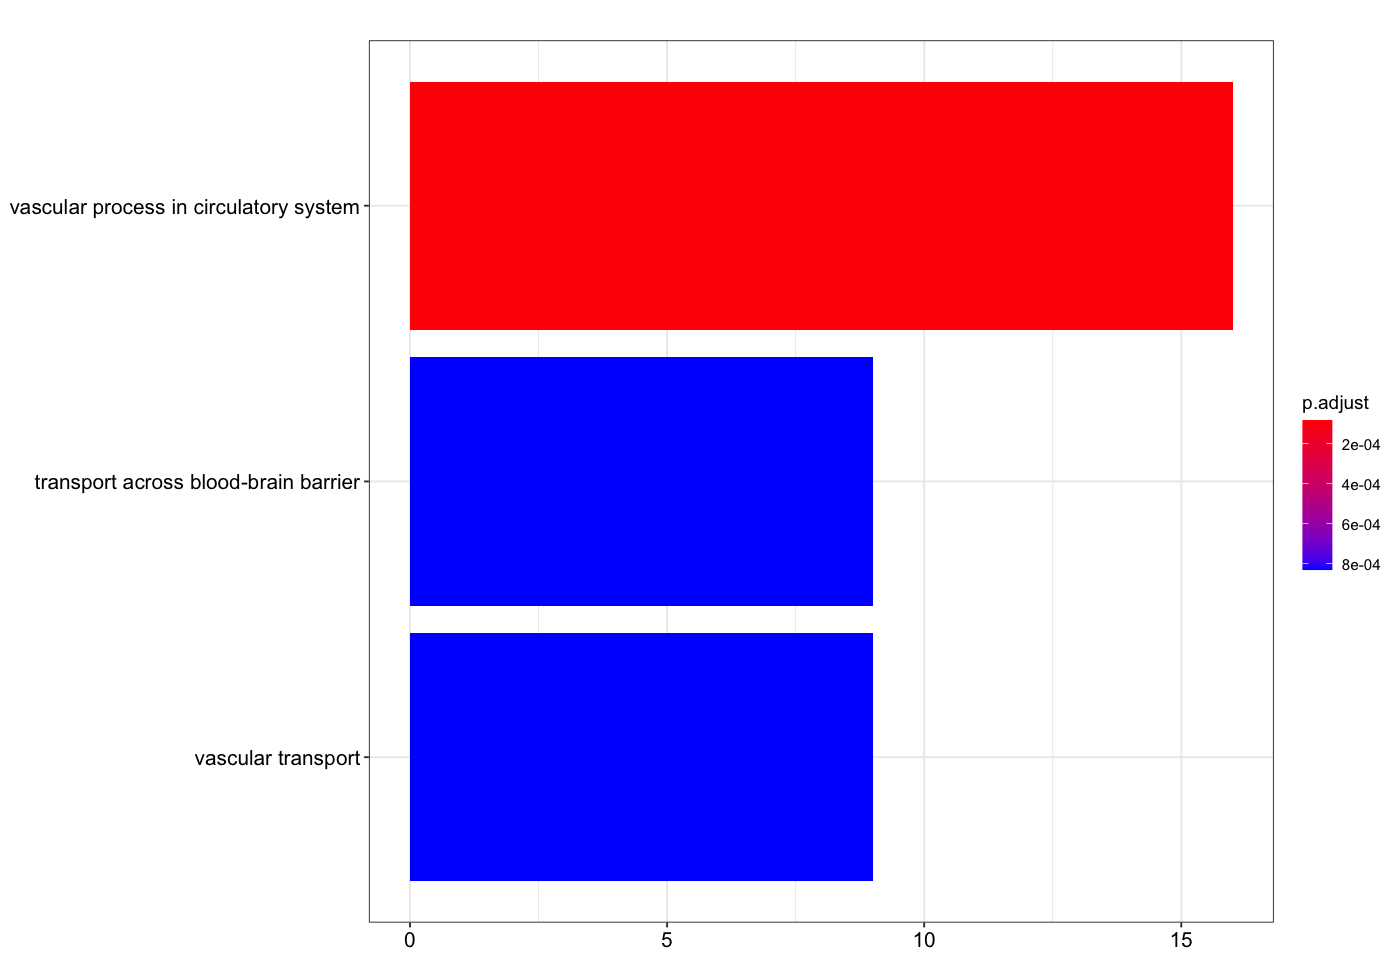 vascular process in circulatory system
transport across blood-brain barrier
vascular transport
0 5 10 15
p.adjust
2e-04
4e-04
6e-04
8e-04